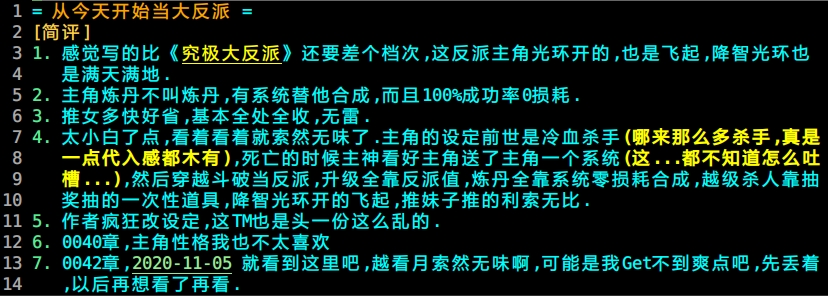 1 = 从今天开始当大反派 =
2 [简评]
3 1. 感觉写的比《究极大反派》还要差个档次,这反派主角光环开的,也是飞起,降智光环也
4 是满天满地.
5 2. 主角炼丹不叫炼丹,有系统替他合成,而且100%成功率0损耗.
6 3. 推女多快好省,基本全处全收,无雷.
7 4. 太小白了点,看着看着就索然无味了.主角的设定前世是冷血杀手(哪来那么多杀手,真是
8 一点代入感都木有),死亡的时候主神看好主角送了主角一个系统(这...都不知道怎么吐
9 槽...),然后穿越斗破当反派,升级全靠反派值,炼丹全靠系统零损耗合成,越级杀人靠抽
10 奖抽的一次性道具,降智光环开的飞起,推妹子推的利索无比.
11 5. 作者疯狂改设定,这TM也是头一份这么乱的.
12 6. 0040章,主角性格我也不太喜欢
13 7. 0042章,2020-11-05 就看到这里吧,越看月索然无味啊,可能是我Get不到爽点吧,先丢着
14 ,以后再想看了再看.